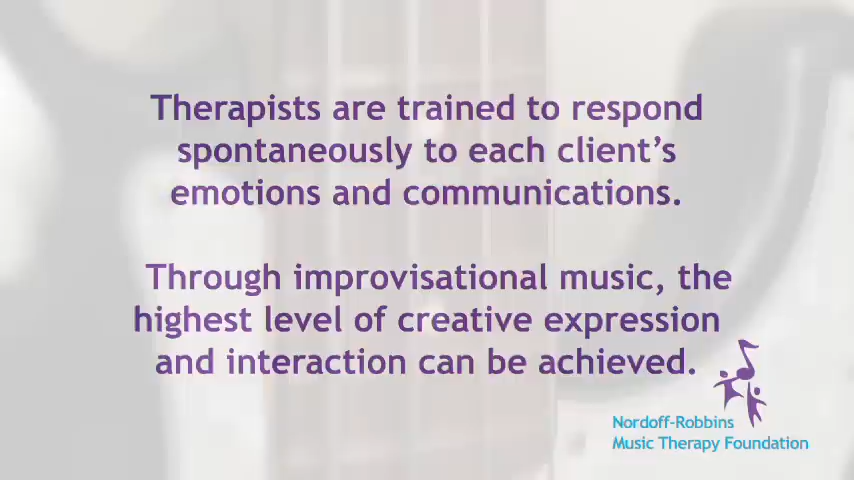 Therapists are trained to respond
spontaneously to each client's
emotions and communications.
Through improvisational music, the
highest level of creative expression
and interaction can be achieved.
Nordoff-Robbins
Music Therapy Foundation